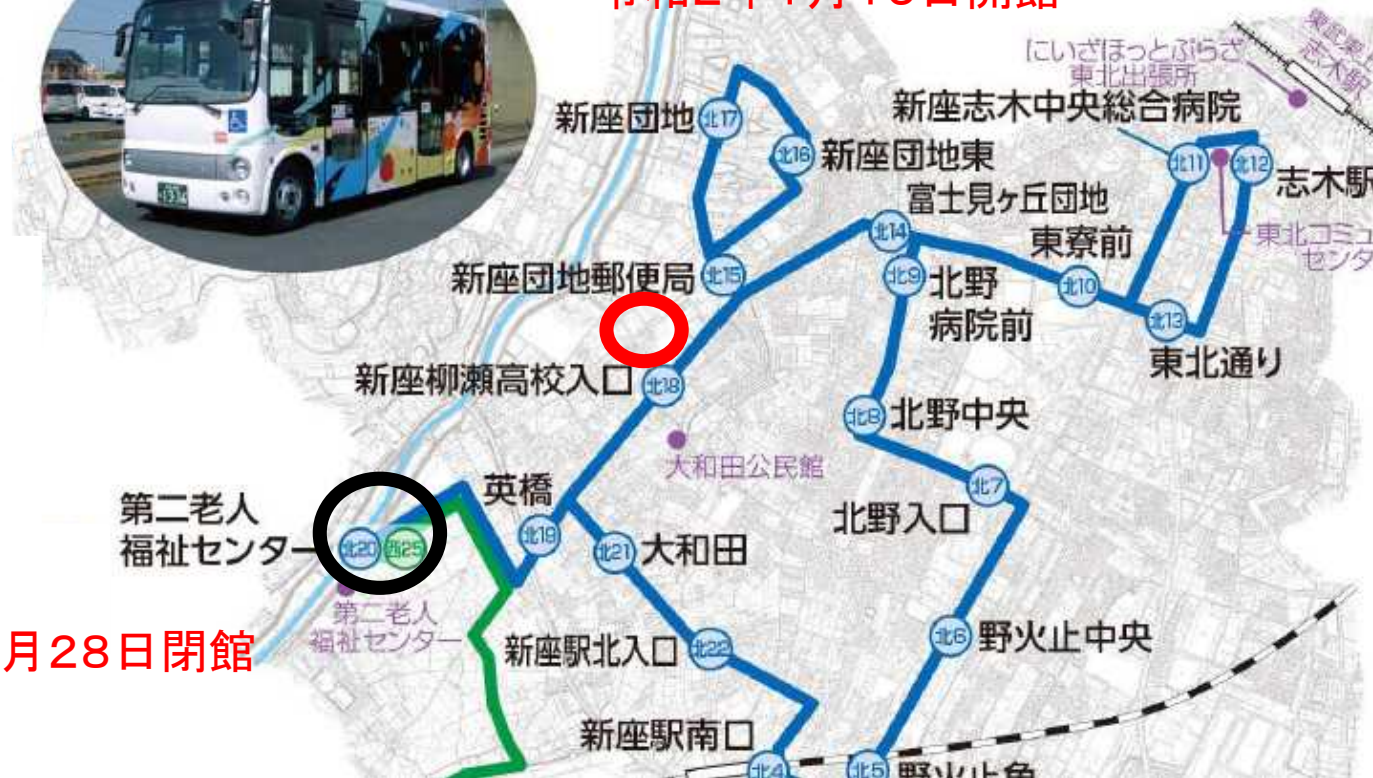 にいざほっとぷらざ
東北出張所
新座志木中央総合病院
新座団地
北17
北16
新座団地東
北11
北12
志木駅
富士見ヶ丘団地
東寮前
北14
東北コミュ
センタ
新座団地郵便局
北15
北9
北野
病院前
北10
北13
東北通り
新座柳瀬高校入口
北18
北8
北野中央
大和田公民館
英橋
北7
北野入口
第二老人
福祉センター
北20
西25
北19
北21
大和田
第二老人
福祉センター
月28日閉館
新座駅北入口
北22
北6
野火止中央
新座駅南口
北4
北5